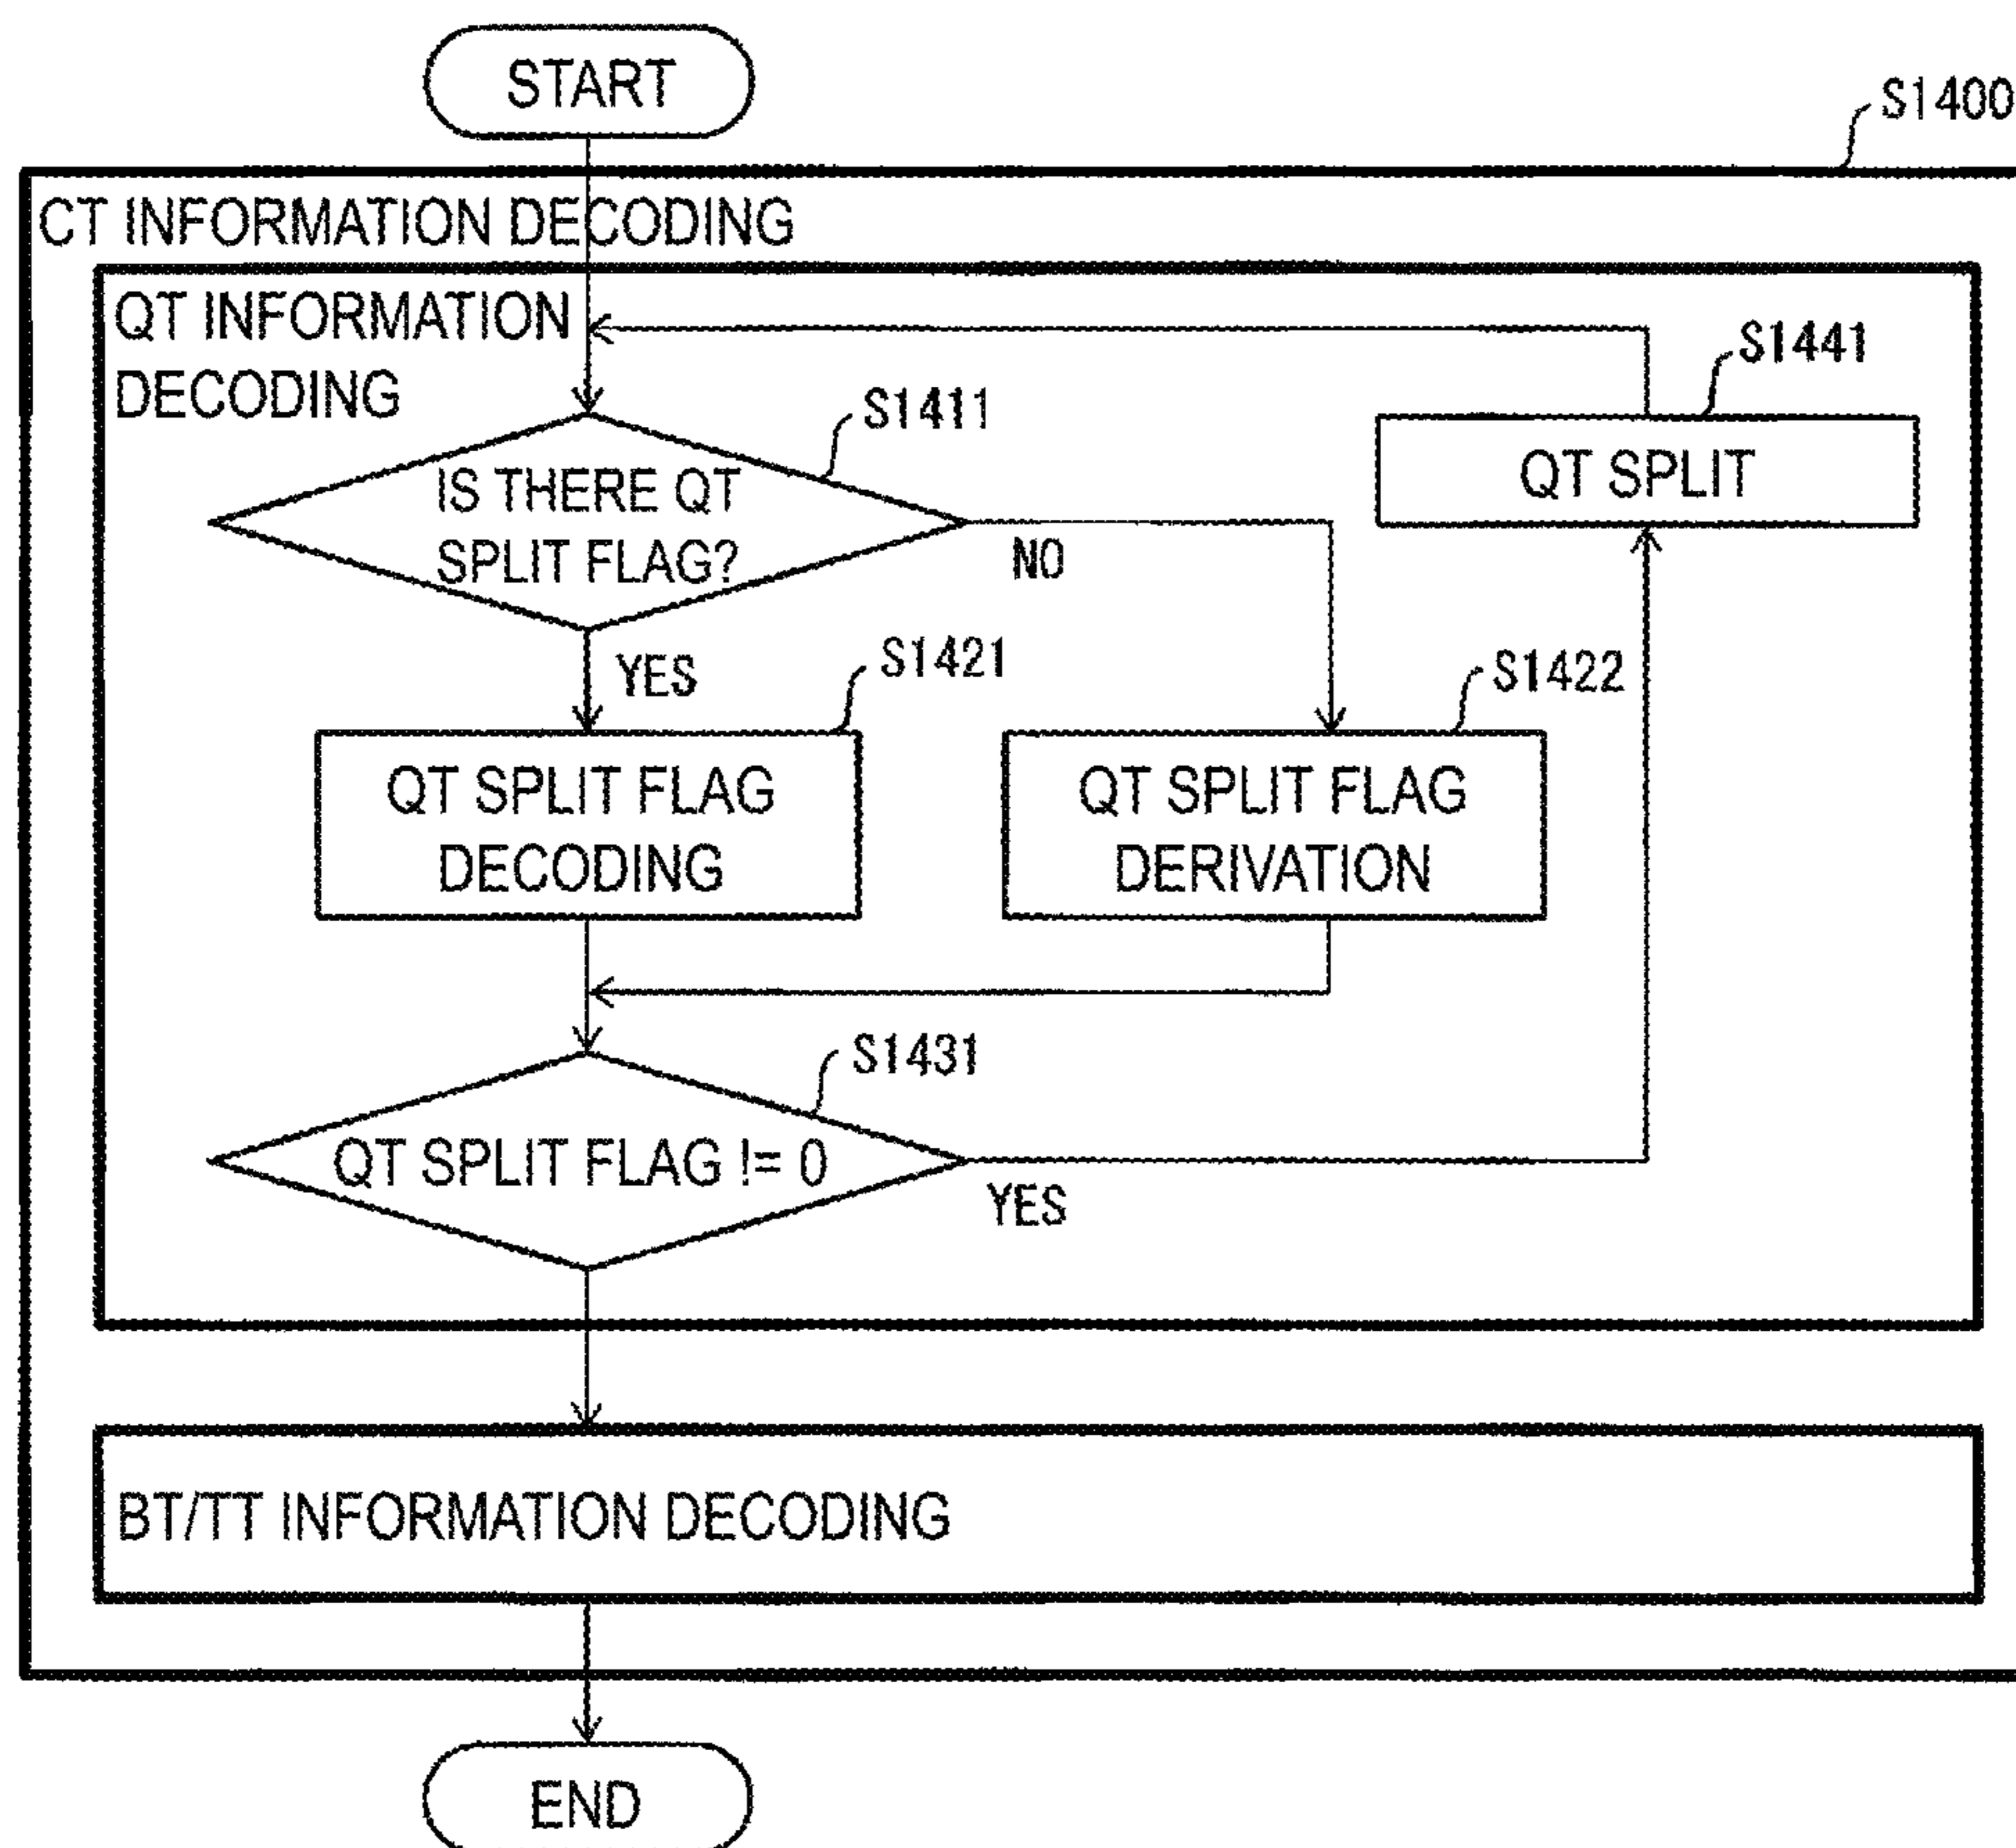 START
S1400
CT INFORMATION DECODING
QT INFORMATION
DECODING
S1441
QT SPLIT
S1411
IS THERE QT
SPLIT FLAG?
NO
YES
S1421
QT SPLIT FLAG
DECODING
S1422
QT SPLIT FLAG
DERIVATION
S1431
QT SPLIT FLAG != 0
YES
BT/TT INFORMATION DECODING
END